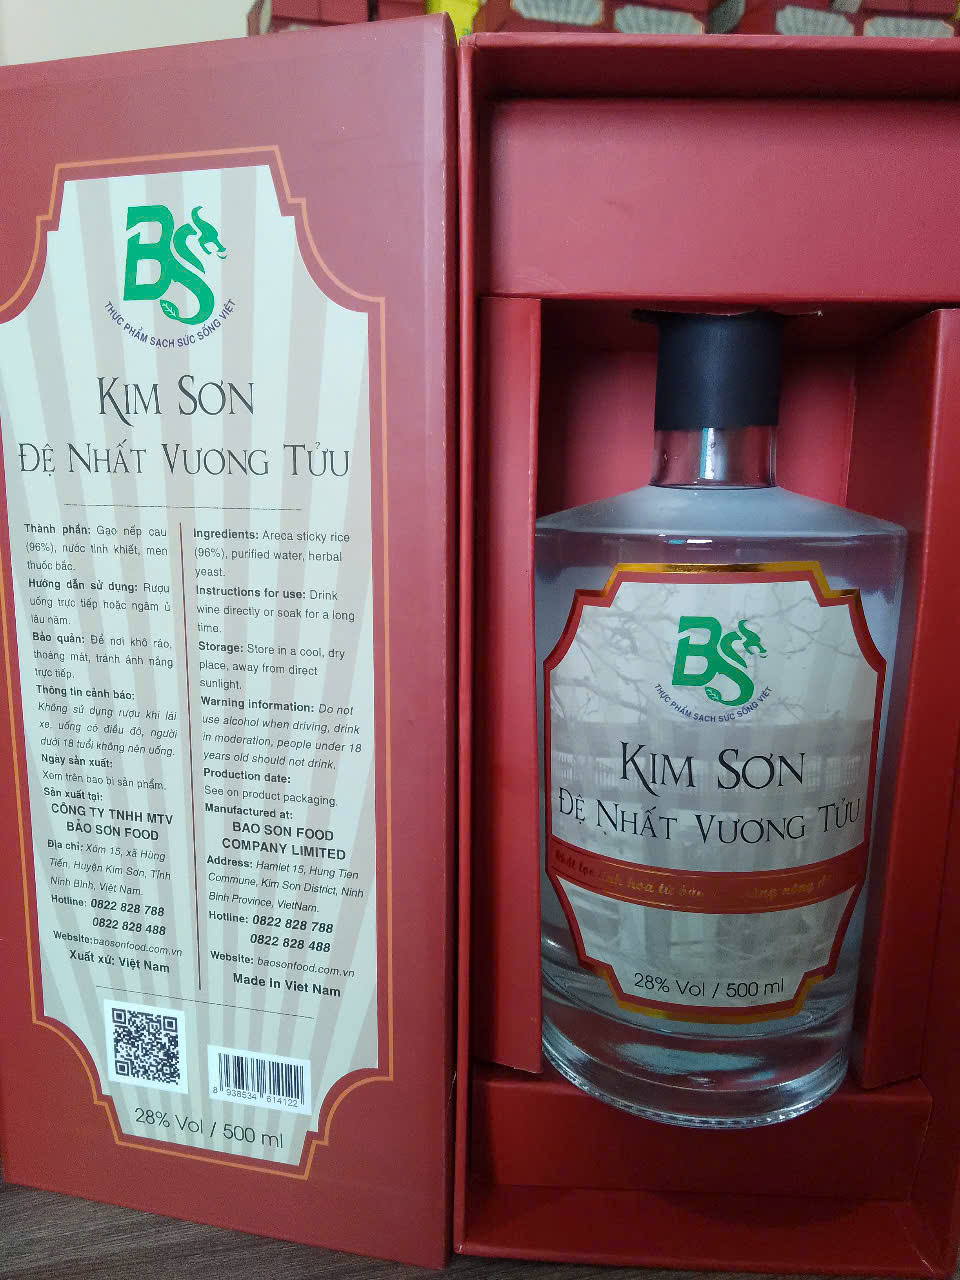 BS
THỰC PHẨM SẠCH SỨC SỐNG VIỆT
KIM SƠN
ĐỆ NHẤT VƯƠNG TỬU
Thành phần: Gạo nếp cau
(96%), nước tinh khiết, men
thuốc bắc.
Hướng dẫn sử dụng: Rượu
uống trực tiếp hoặc ngâm ủ
lâu năm.
Bảo quản: Để nơi khô ráo,
thoáng mát, tránh ánh nắng
trực tiếp.
Thông tin cảnh báo:
Không sử dụng rượu khi lái
xe, uống có điều độ, người
dưới 18 tuổi không nên uống.
Ngày sản xuất:
Xem trên bao bì sản phẩm.
Sản xuất tại:
CÔNG TY TNHH MTV
BẢO SƠN FOOD
Địa chỉ: Xóm 15, xã Hùng
Tiến, Huyện Kim Sơn, Tỉnh
Ninh Bình, Việt Nam.
Hotline: 0822 828 788
0822 828 488
Website:baosonfood.com.vn
Xuất xứ: Việt Nam
Ingredients: Areca sticky rice
(96%), purified water, herbal
yeast.
Instructions for use: Drink
wine directly or soak for a long
time.
Storage: Store in a cool, dry
place, away from direct
sunlight.
Warning information: Do not
use alcohol when driving, drink
in moderation, people under 18
years old should not drink.
Production date:
See on product packaging.
Manufactured at:
BAO SON FOOD
COMPANY LIMITED
Address: Hamlet 15, Hung Tien
Commune, Kim Son District, Ninh
Binh Province, VietNam.
Hotline: 0822 828 788
0822 828 488
Website: baosonfood.com.vn
Made In Viet Nam
8 938534 614122
28% Vol / 500 ml
BS
THỰC PHẨM SẠCH SỨC SỐNG VIỆT
KIM SƠN
ĐỆ NHẤT VƯƠNG TỬU
tinh hoa từ
28% Vol / 500 ml